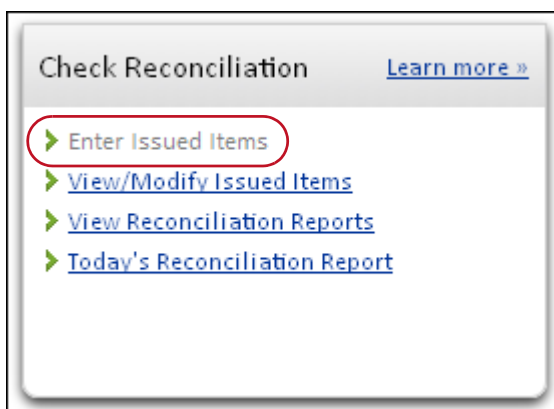 Check Reconciliation Learn more »
Enter Issued Items
View/Modify Issued Items
View Reconciliation Reports
Today's Reconciliation Report